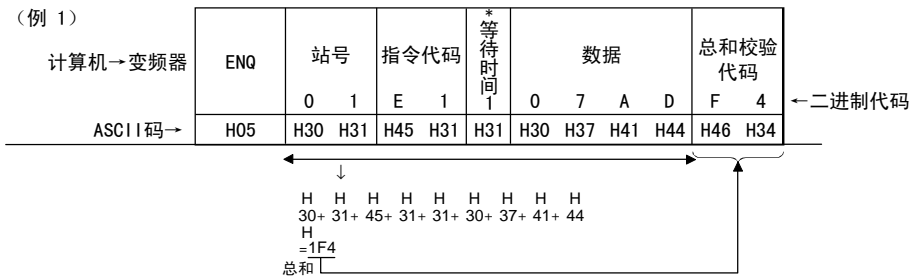 (例 1)
计算机→变频器 ENQ 站号 指令代码 *等待时间 数据 总和校验代码
0 1 E 1 1 0 7 A D F 4 ←二进制代码
ASCII码→ H05 H30 H31 H45 H31 H31 H30 H37 H41 H44 H46 H34
↓
H H H H H H H H H
30+ 31+ 45+ 31+ 31+ 30+ 37+ 41+ 44
H
=1F4
总和